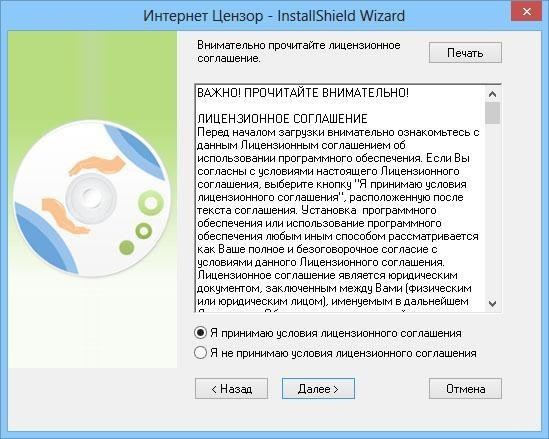 Интернет Цензор - InstallShield Wizard
Внимательно прочитайте лицензионное
соглашение.
Печать
ВАЖНО! ПРОЧИТАЙТЕ ВНИМАТЕЛЬНО!
ЛИЦЕНЗИОННОЕ СОГЛАШЕНИЕ
Перед началом загрузки внимательно ознакомьтесь с
данным Лицензионным соглашением об
использовании программного обеспечения. Если Вы
согласны с условиями настоящего Лицензионного
соглашения, выберите кнопку "Я принимаю условия
лицензионного соглашения", расположенную после
текста соглашения. Установка программного
обеспечения или использование программного
обеспечения любым иным способом рассматривается
как Ваше полное и безоговорочное согласие с
условиями данного Лицензионного соглашения.
Лицензионное соглашение является юридическим
документом, заключенным между Вами (физическим
или юридическим лицом), именуемым в дальнейшем
Я принимаю условия лицензионного соглашения
Я не принимаю условия лицензионного соглашения
< Назад
Далее >
Отмена